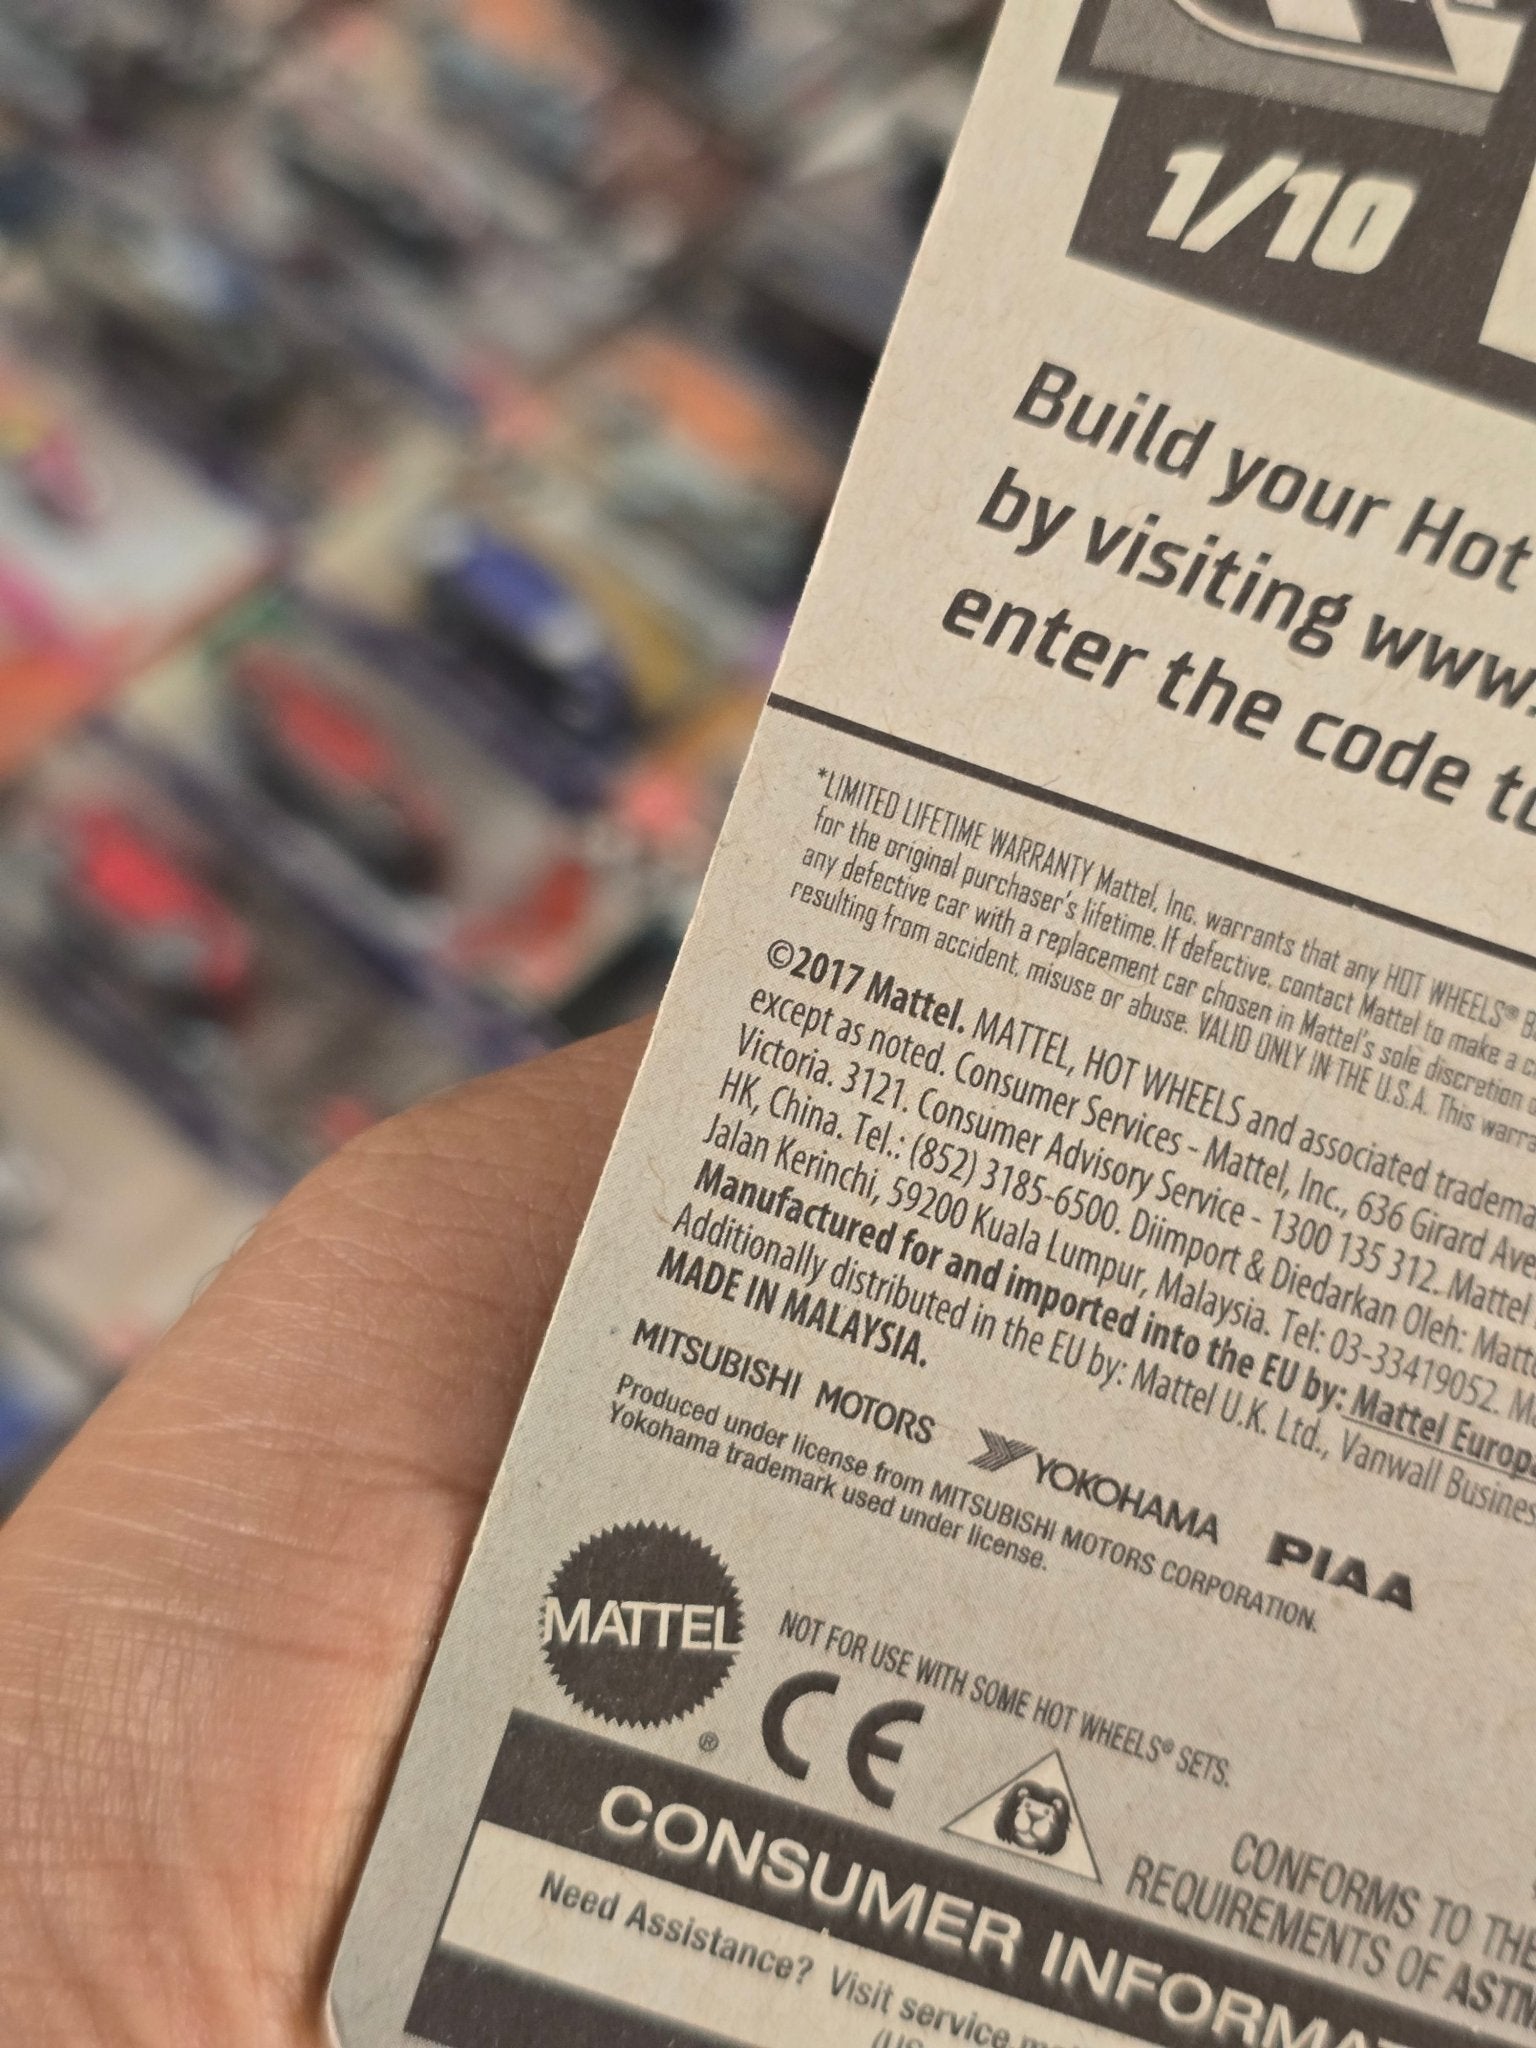 1/10
Build your Hot
by visiting www.
enter the code to
*LIMITED LIFETIME WARRANTY Mattel, Inc. warrants that any HOT WHEELS®
for the original purchaser's lifetime. If defective, contact Mattel to make a
any defective car with a replacement car chosen in Mattel's sole discretion
resulting from accident, misuse or abuse. VALID ONLY IN THE U.S.A. This
©2017 Mattel. MATTEL, HOT WHEELS and associated
except as noted. Consumer Services - Mattel, Inc., 636 Girard Ave
Victoria. 3121. Consumer Advisory Service - 1300 135 312. Mattel
HK, China. Tel.: (852) 3185-6500. Diimport & Diedarkan Oleh:
Jalan Kerinchi, 59200 Kuala Lumpur, Malaysia. Tel: 03-33419052.
Manufactured for and imported into the EU by: Mattel Europa
Additionally distributed in the EU by: Mattel U.K. Ltd., Vanwall
MADE IN MALAYSIA.
MITSUBISHI MOTORS YOKOHAMA PIAA
Produced under license from MITSUBISHI MOTORS CORPORATION.
Yokohama trademark used under license.
MATTEL
®
NOT FOR USE WITH SOME HOT WHEELS® SETS.
CE
CONFORMS TO THE
REQUIREMENTS OF ASTM
CONSUMER
Need Assistance? Visit